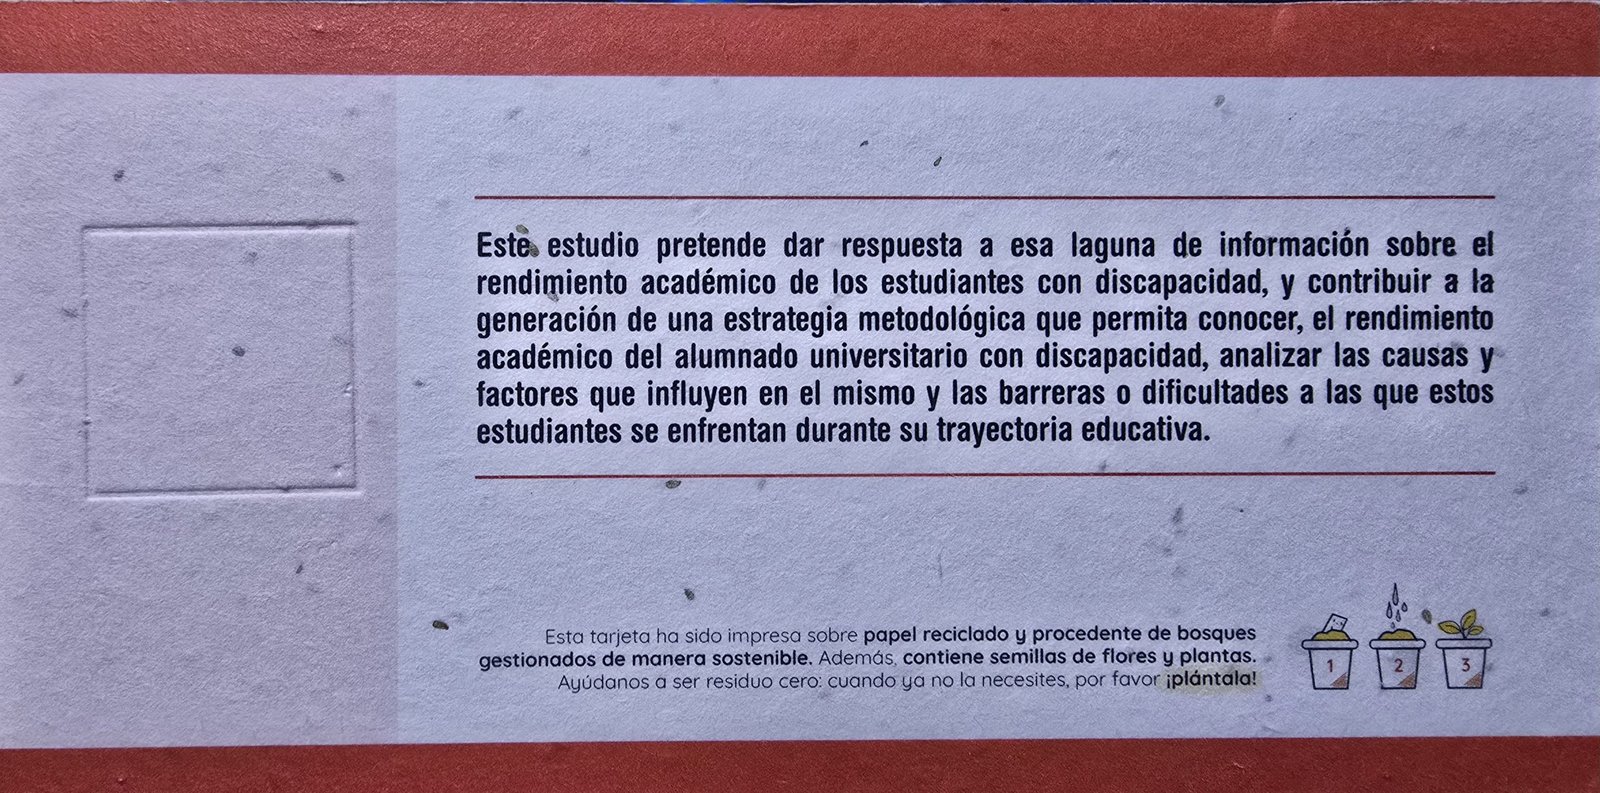 Este estudio pretende dar respuesta a esa laguna de información sobre el
rendimiento académico de los estudiantes con discapacidad, y contribuir a la
generación de una estrategia metodológica que permita conocer, el rendimiento
académico del alumnado universitario con discapacidad, analizar las causas y
factores que influyen en el mismo y las barreras o dificultades a las que estos
estudiantes se enfrentan durante su trayectoria educativa.
Esta tarjeta ha sido impresa sobre papel reciclado y procedente de bosques
gestionados de manera sostenible. Además, contiene semillas de flores y plantas.
Ayúdanos a ser residuo cero: cuando ya no la necesites, por favor ¡plántala!
1 2 3